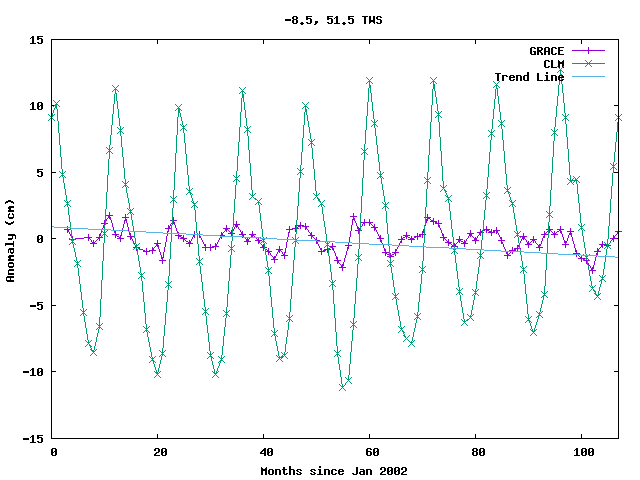 -8.5, 51.5 TWS
GRACE
CLM
Trend Line
15
10
5
0
-5
-10
-15
Anomaly (cm)
0 20 40 60 80 100
Months since Jan 2002